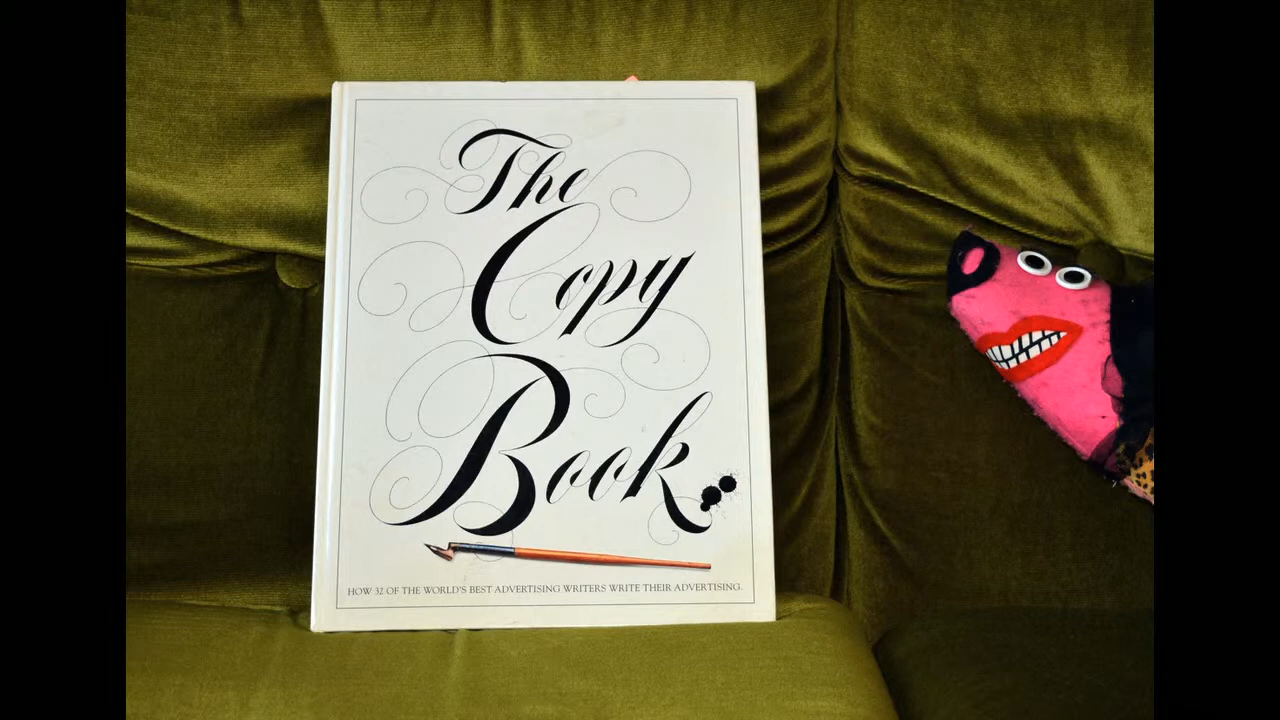 The
Copy
Book.
HOW 32 OF THE WORLD'S BEST ADVERTISING WRITERS WRITE THEIR ADVERTISING.